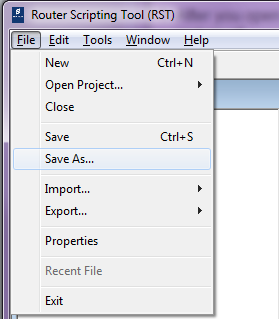 Router Scripting Tool (RST)
File Edit Tools Window Help
New Ctrl+N
Open Project...
Close
Save Ctrl+S
Save As...
Import...
Export...
Properties
Recent File
Exit